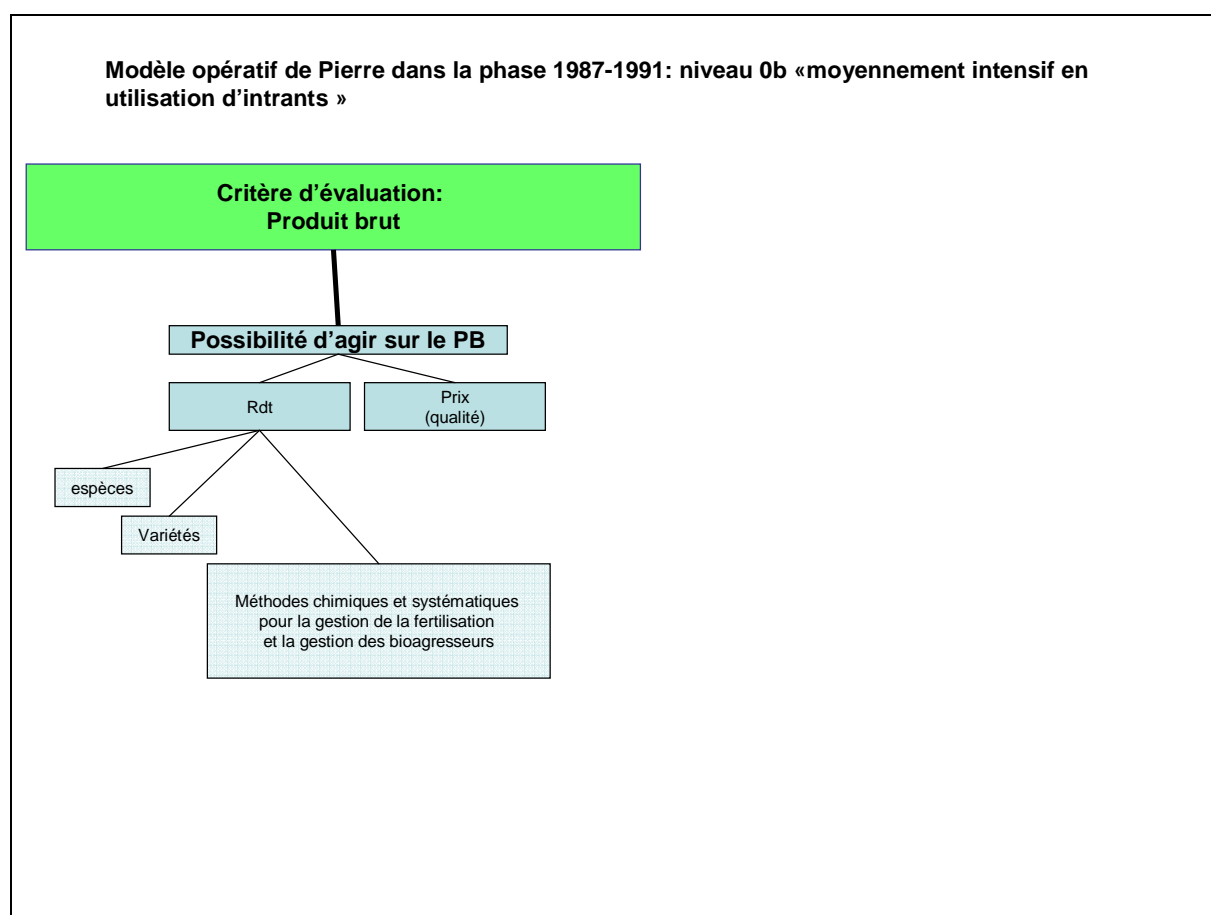 Modèle opératif de Pierre dans la phase 1987-1991: niveau 0b «moyennement intensif en
utilisation d'intrants »
Critère d'évaluation:
Produit brut
Possibilité d'agir sur le PB
Rdt
Prix
(qualité)
espèces
Variétés
Méthodes chimiques et systématiques
pour la gestion de la fertilisation
et la gestion des bioagresseurs